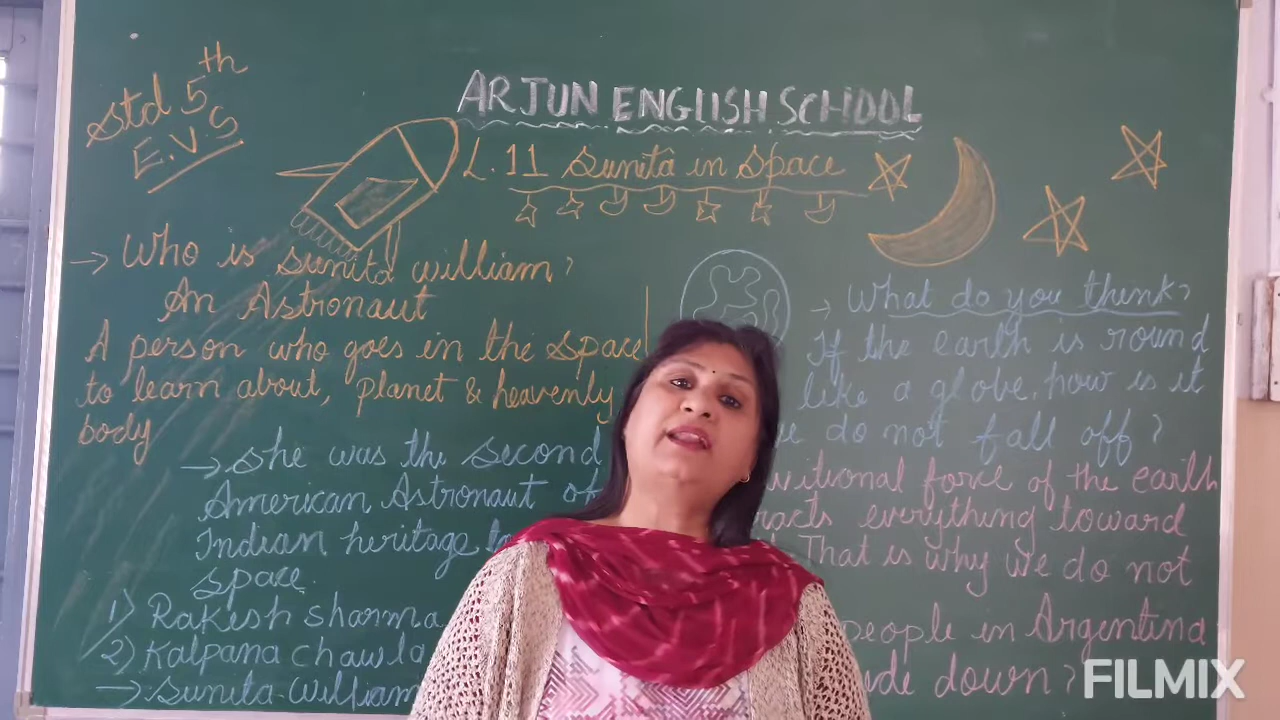 Std 5th
E.V.S
ARJUN ENGLISH SCHOOL
L.11 Sunita in Space
→ Who is Sunita william?
An Astronaut
A person who goes in the space
to learn about, planet & heavenly
body
→ She was the second
American Astronaut of
Indian heritage
space.
1) Rakesh sharma
2) Kalpana chawla
→ Sunita William
→ What do you think?
If the earth is round
like a globe, how is it
do not fall off?
force of the earth
everything toward
That is why we do not
people in Argentina
down?
FILMIX